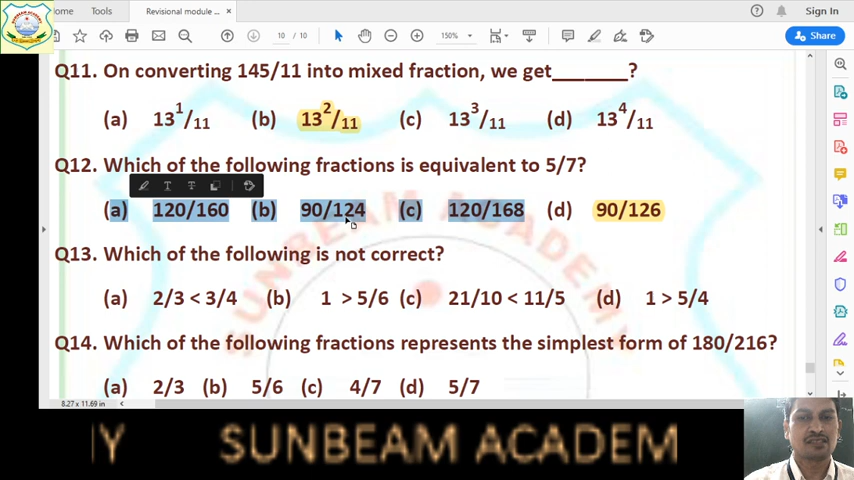 SUNBEAM ACADEMY
ome Tools Revisional module ... × Sign In
10 / 10 150% Share
Q11. On converting 145/11 into mixed fraction, we get_______?
(a) 13 1/11 (b) 13 2/11 (c) 13 3/11 (d) 13 4/11
Q12. Which of the following fractions is equivalent to 5/7?
(a) 120/160 (b) 90/124 (c) 120/168 (d) 90/126
Q13. Which of the following is not correct?
(a) 2/3 < 3/4 (b) 1 > 5/6 (c) 21/10 < 11/5 (d) 1 > 5/4
Q14. Which of the following fractions represents the simplest form of 180/216?
(a) 2/3 (b) 5/6 (c) 4/7 (d) 5/7
SUNBEAM ACADEMY
8.27 x 11.69 in
Y SUNBEAM ACADEM